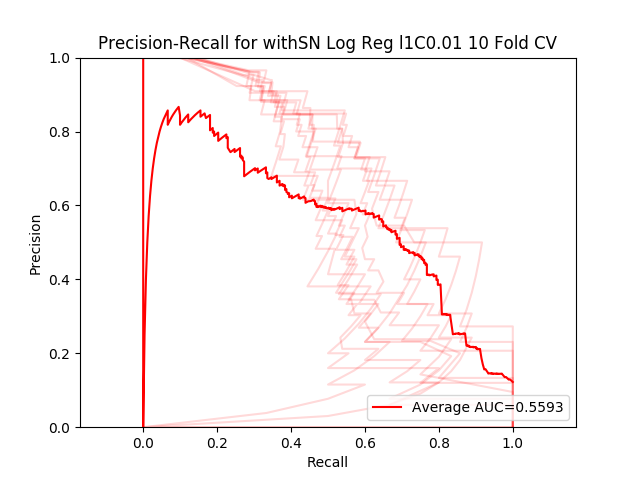 Precision-Recall for withSN Log Reg l1C0.01 10 Fold CV
1.0
0.8
0.6
0.4
0.2
0.0
Precision
0.0 0.2 0.4 0.6 0.8 1.0
Recall
Average AUC=0.5593